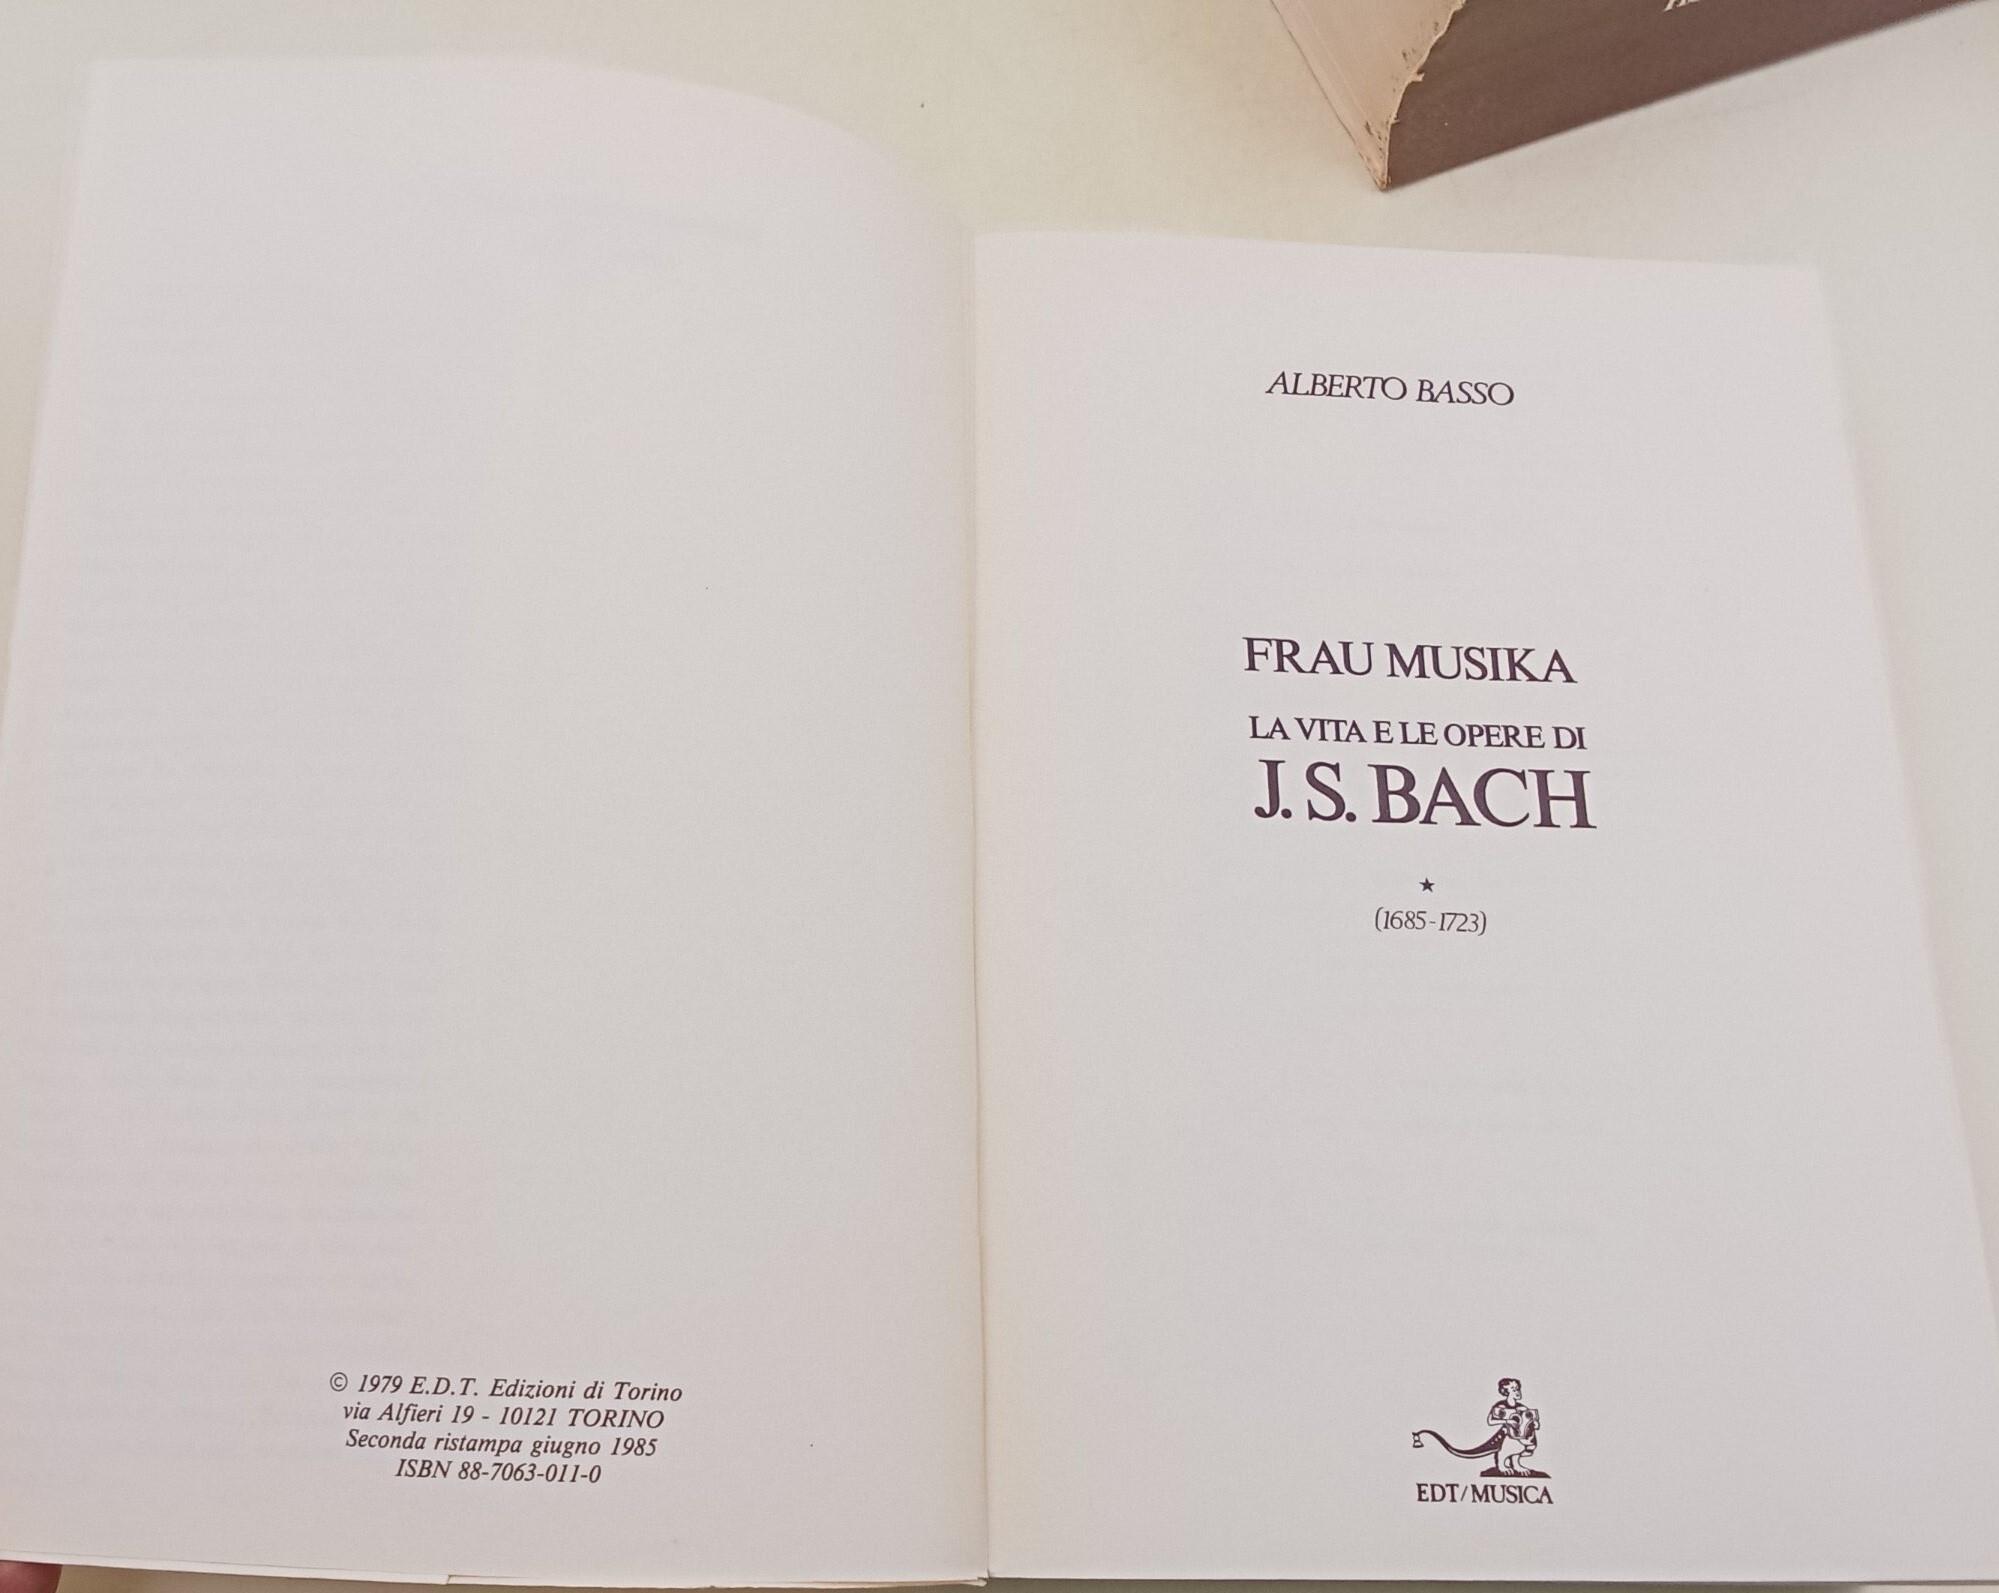 © 1979 E.D.T. Edizioni di Torino
via Alfieri 19 - 10121 TORINO
Seconda ristampa giugno 1985
ISBN 88-7063-011-0
ALBERTO BASSO
FRAU MUSIKA
LA VITA E LE OPERE DI
J. S. BACH
★
(1685-1723)
EDT/MUSICA